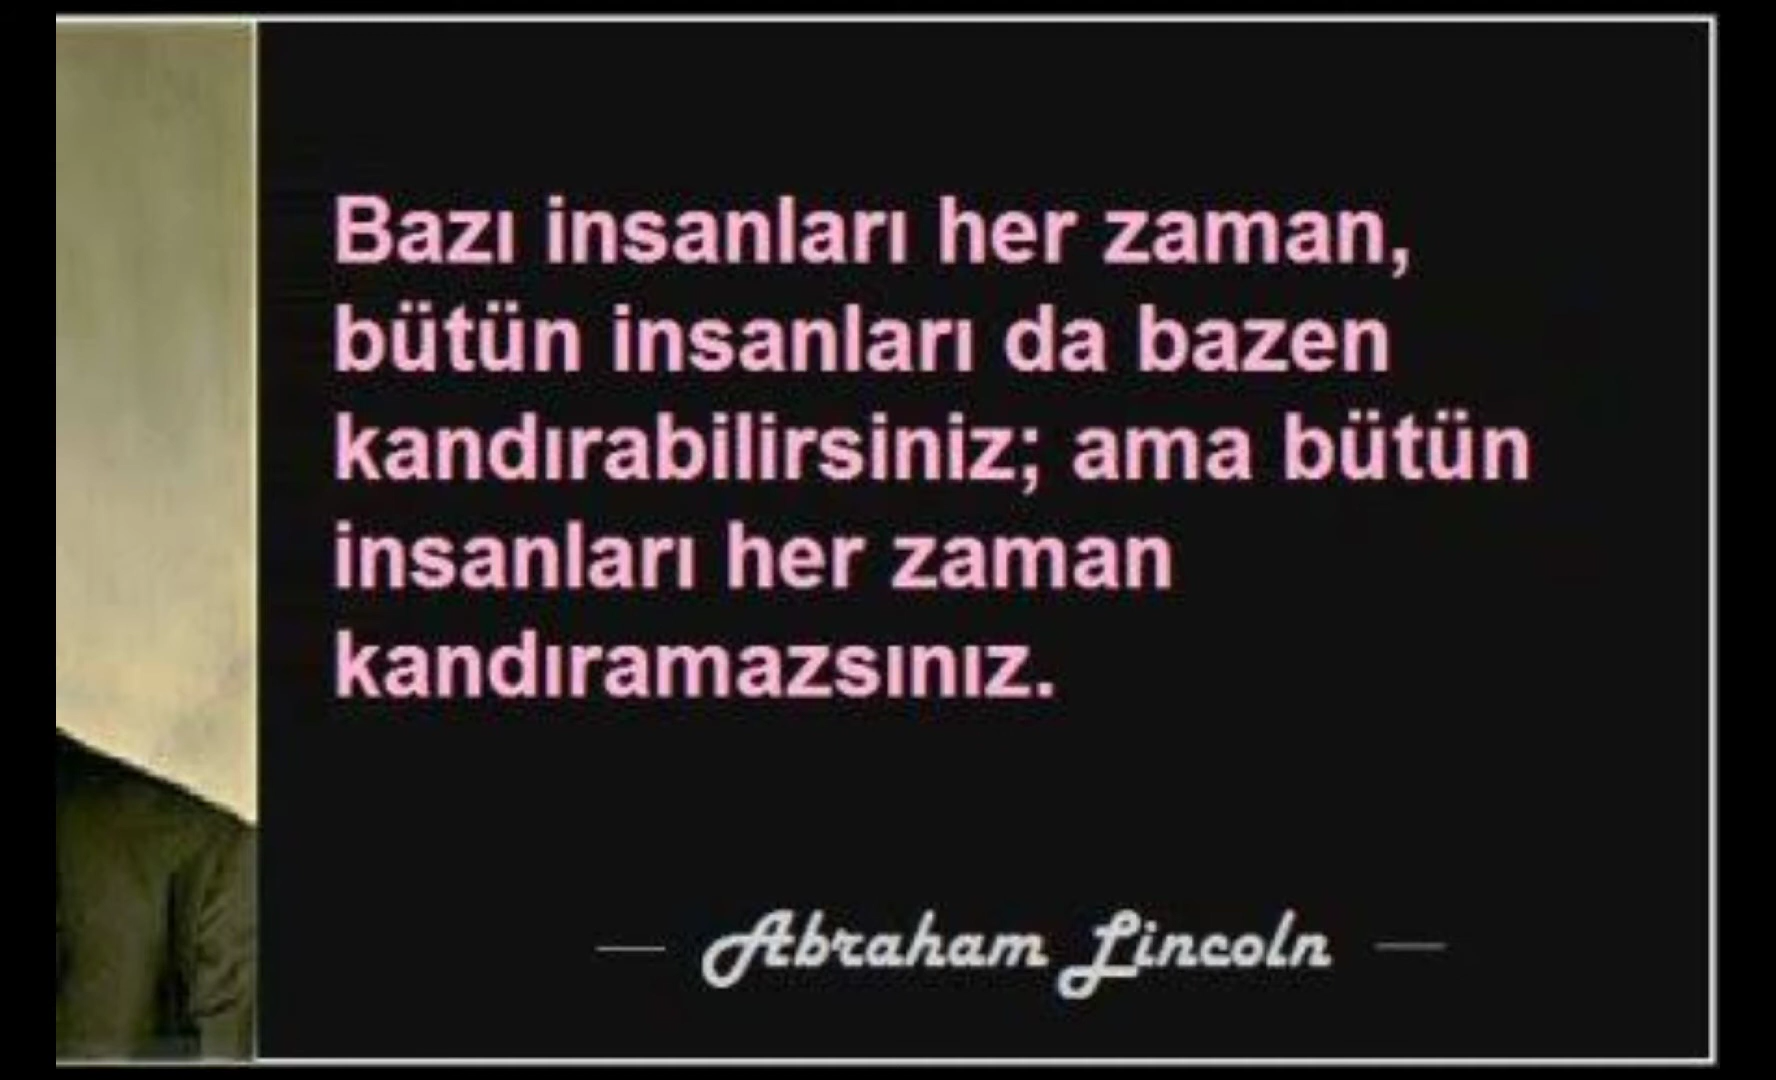 Bazı insanları her zaman,
bütün insanları da bazen
kandırabilirsiniz; ama bütün
insanları her zaman
kandıramazsınız.
— Abraham Lincoln —